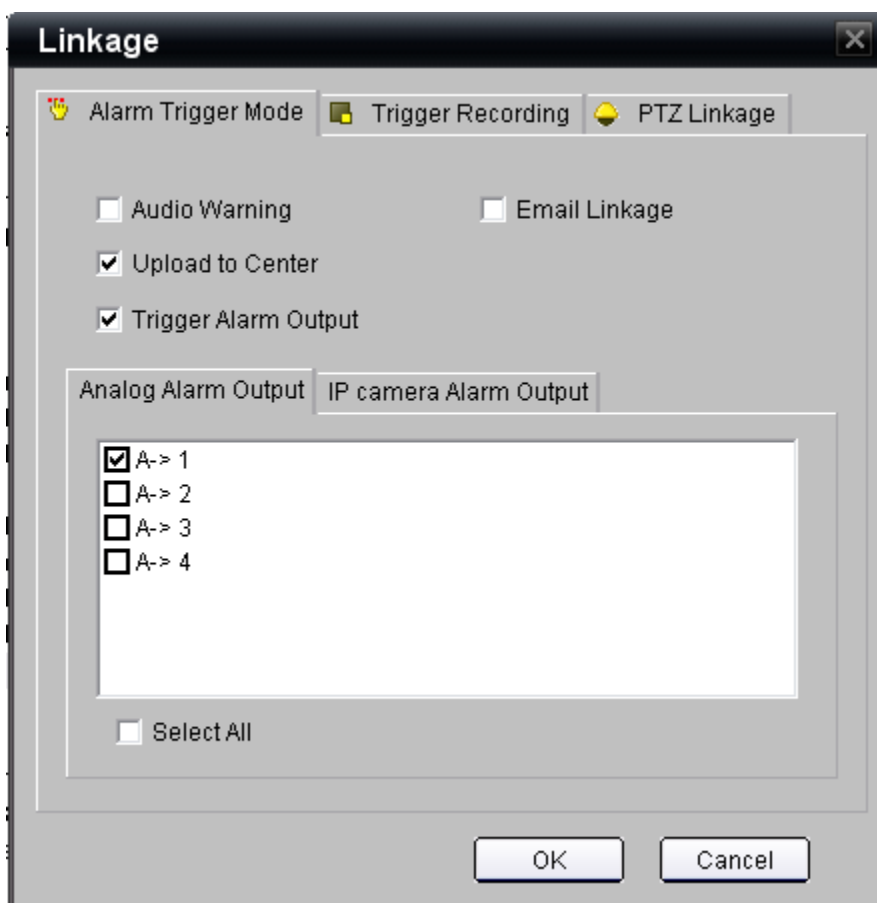 Linkage
Alarm Trigger Mode Trigger Recording PTZ Linkage
Audio Warning Email Linkage
Upload to Center
Trigger Alarm Output
Analog Alarm Output IP camera Alarm Output
A-> 1
A-> 2
A-> 3
A-> 4
Select All
OK Cancel